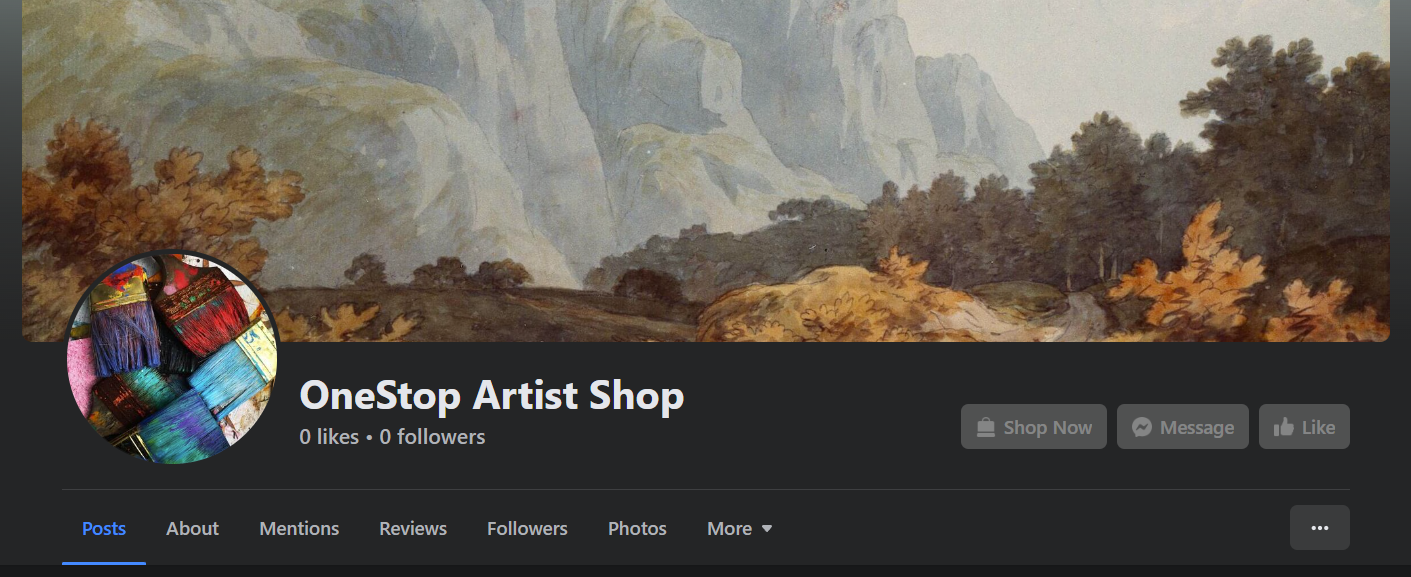 OneStop Artist Shop
0 likes • 0 followers
Shop Now
Message
Like
Posts
About
Mentions
Reviews
Followers
Photos
More